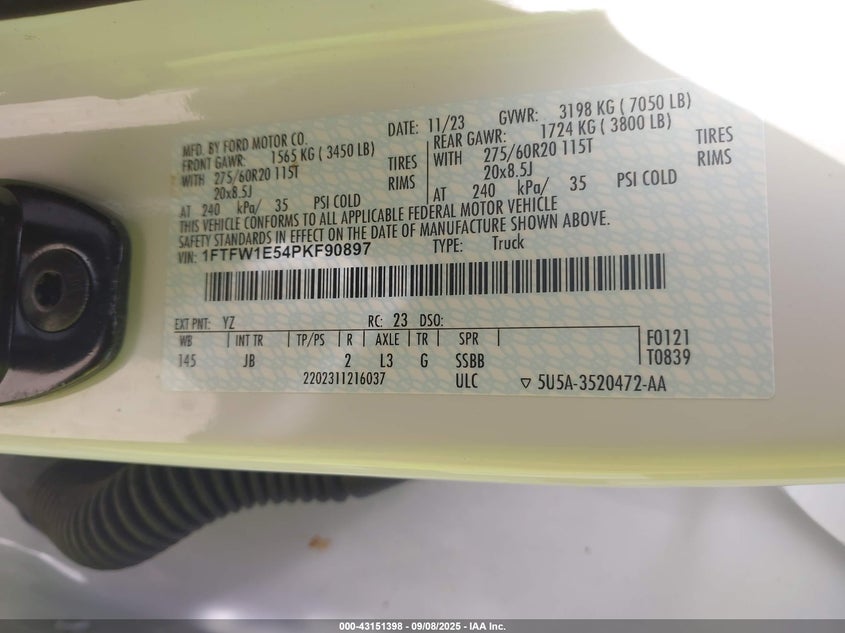 MFD. BY FORD MOTOR CO.
DATE: 11/23 GVWR: 3198 KG ( 7050 LB)
FRONT GAWR: 1565 KG ( 3450 LB)
REAR GAWR: 1724 KG ( 3800 LB)
WITH 275/60R20 115T TIRES
WITH 275/60R20 115T TIRES
20x8.5J RIMS
20x8.5J RIMS
AT 240 kPa/ 35 PSI COLD
AT 240 kPa/ 35 PSI COLD
THIS VEHICLE CONFORMS TO ALL APPLICABLE FEDERAL MOTOR VEHICLE
SAFETY STANDARDS IN EFFECT ON THE DATE OF MANUFACTURE SHOWN ABOVE.
VIN: 1FTFW1E54PKF90897 TYPE: Truck
EXT PNT: YZ RC: 23 DSO:
WB INT TR TP/PS R AXLE TR SPR F0121
145 JB 2 L3 G SSBB T0839
2202311216037 ULC ▽ 5U5A-3520472-AA
000-43151398 - 09/08/2025 - IAA Inc.